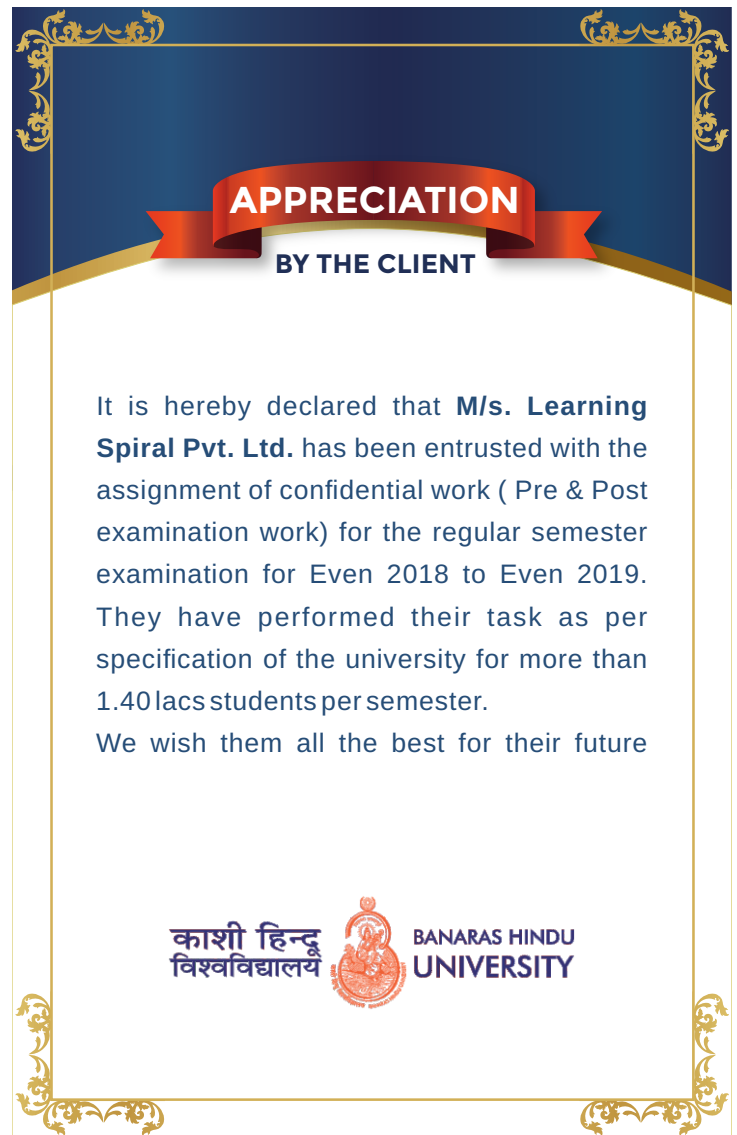 APPRECIATION
BY THE CLIENT
It is hereby declared that M/s. Learning
Spiral Pvt. Ltd. has been entrusted with the
assignment of confidential work ( Pre & Post
examination work) for the regular semester
examination for Even 2018 to Even 2019.
They have performed their task as per
specification of the university for more than
1.40 lacs students per semester.
We wish them all the best for their future
काशी हिन्दू
विश्वविद्यालय
BANARAS HINDU
UNIVERSITY